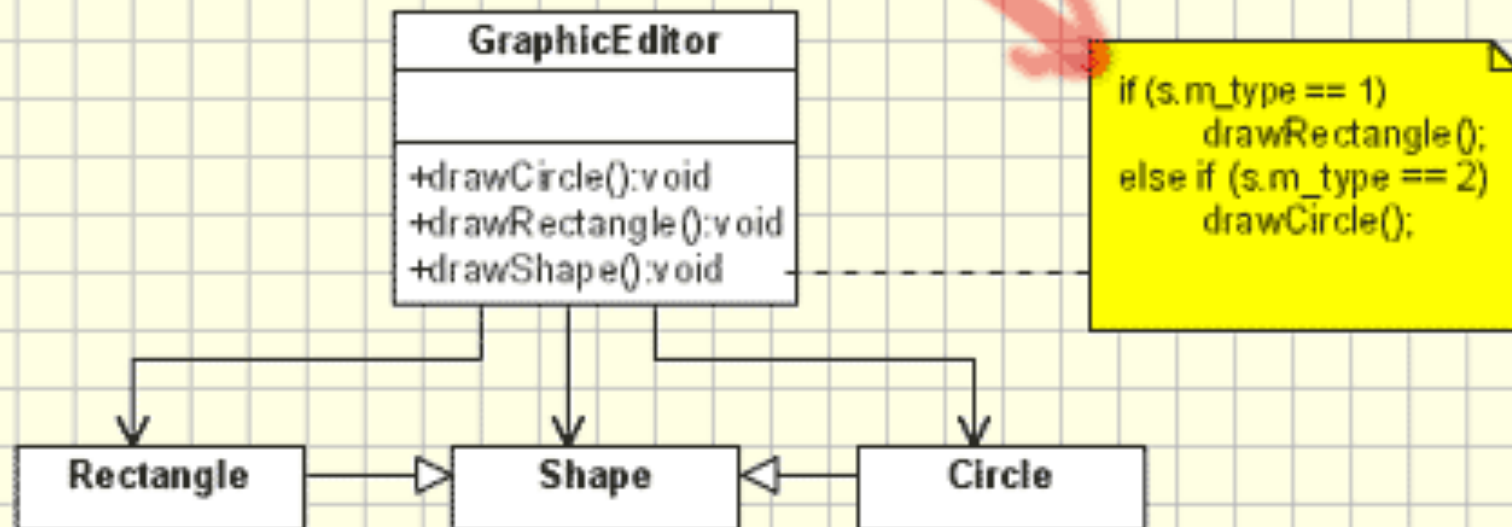 GraphicEditor
+drawCircle():void
+drawRectangle():void
+drawShape():void
if (s.m_type == 1)
drawRectangle();
else if (s.m_type == 2)
drawCircle();
Rectangle
Shape
Circle